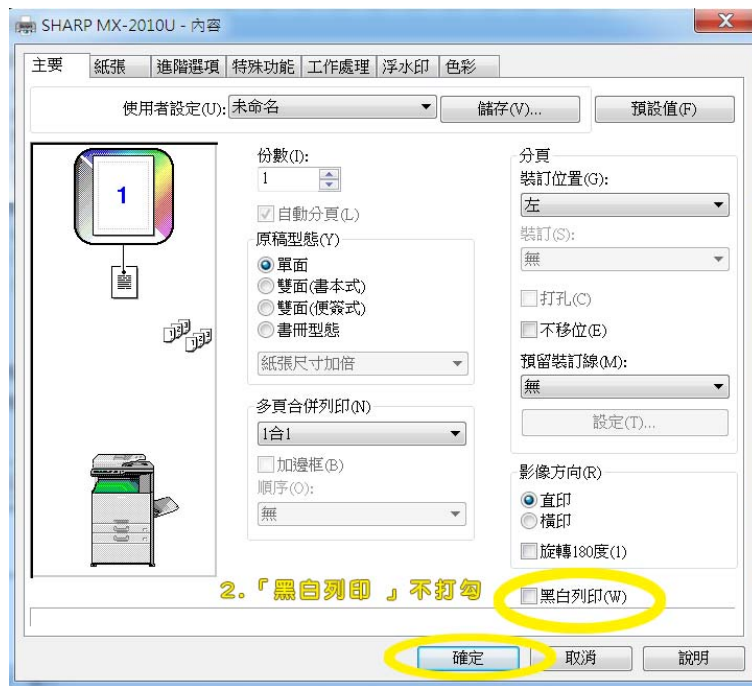 SHARP MX-2010U - 內容
主要 紙張 進階選項 特殊功能 工作處理 浮水印 色彩
使用者設定(U): 未命名 儲存(V)... 預設值(F)
1
份數(I):
1
自動分頁(L)
原稿型態(Y)
單面
雙面(書本式)
雙面(便簽式)
書冊型態
紙張尺寸加倍
多頁合併列印(N)
1合1
加邊框(B)
順序(O):
無
分頁
裝訂位置(G):
左
裝訂(S):
無
打孔(C)
不移位(E)
預留裝訂線(M):
無
設定(T)...
影像方向(R)
直印
橫印
旋轉180度(1)
2.「黑白列印 」不打勾
黑白列印(W)
確定 取消 說明